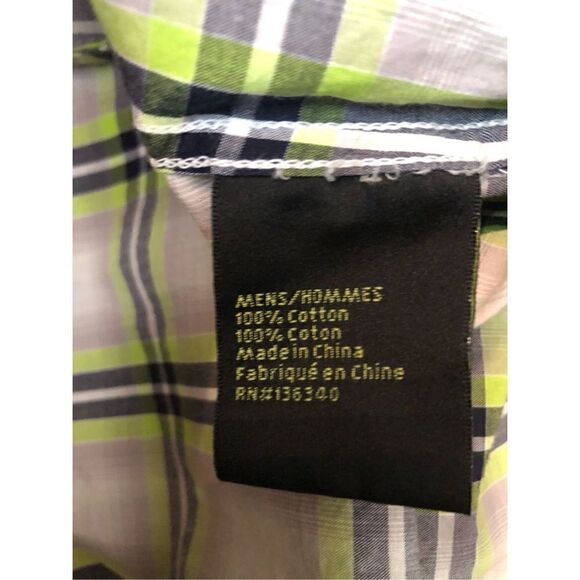 MENS/HOMMES
100% Cotton
100% Coton
Made in China
Fabriqué en Chine
RN#136340